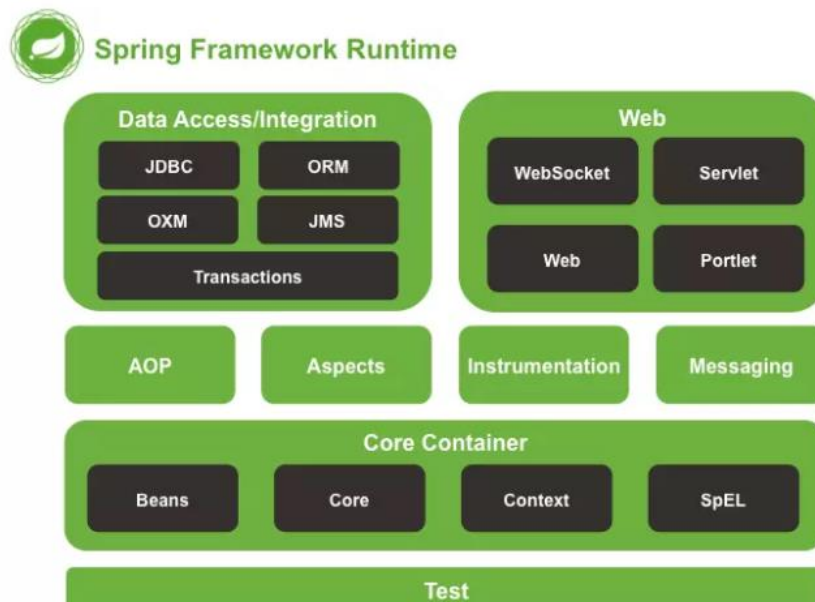 Spring Framework Runtime
Data Access/Integration
JDBC
ORM
OXM
JMS
Transactions
Web
WebSocket
Servlet
Web
Portlet
AOP
Aspects
Instrumentation
Messaging
Core Container
Beans
Core
Context
SpEL
Test